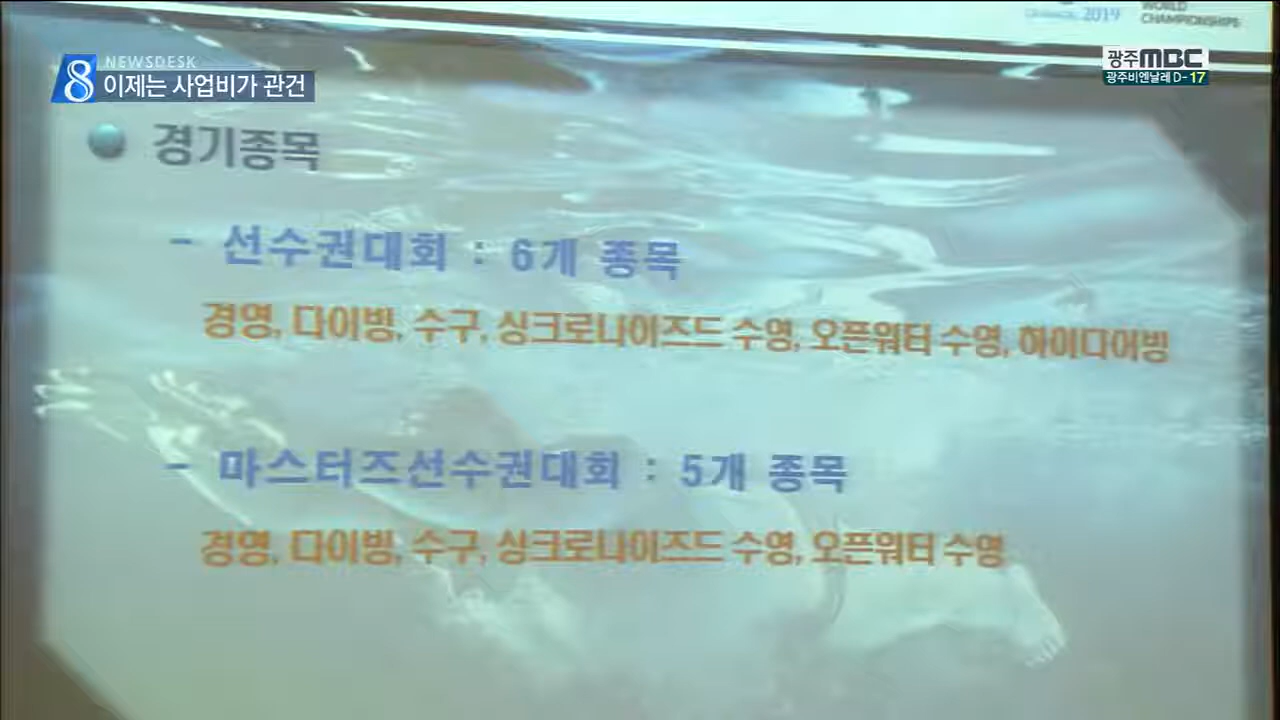 2019
WORLD
CHAMPIONSHIPS
NEWSDESK
8 이제는 사업비가 관건
광주MBC
광주비엔날레 D-17
경기종목
- 선수권대회 : 6개 종목
경영, 다이빙, 수구, 싱크로나이즈드 수영, 오픈워터 수영, 하이다이빙
- 마스터즈선수권대회 : 5개 종목
경영, 다이빙, 수구, 싱크로나이즈드 수영, 오픈워터 수영